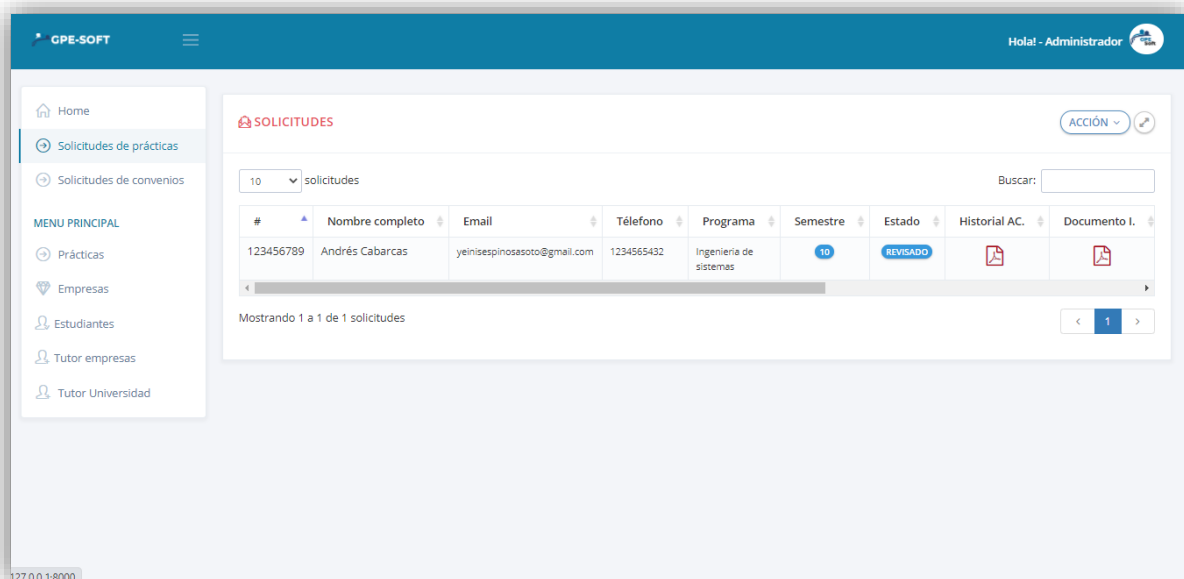 GPE-SOFT
Hola! - Administrador
GPE
Soft
Home
Solicitudes de prácticas
Solicitudes de convenios
MENU PRINCIPAL
Prácticas
Empresas
Estudiantes
Tutor empresas
Tutor Universidad
SOLICITUDES
ACCIÓN
10 solicitudes
Buscar:
# Nombre completo Email Télefono Programa Semestre Estado Historial AC. Documento I.
123456789 Andrés Cabarcas yeinisespinosasoto@gmail.com 1234565432 Ingenieria de 10 REVISADO
sistemas
Mostrando 1 a 1 de 1 solicitudes
< 1 >
127.0.0.1:8000